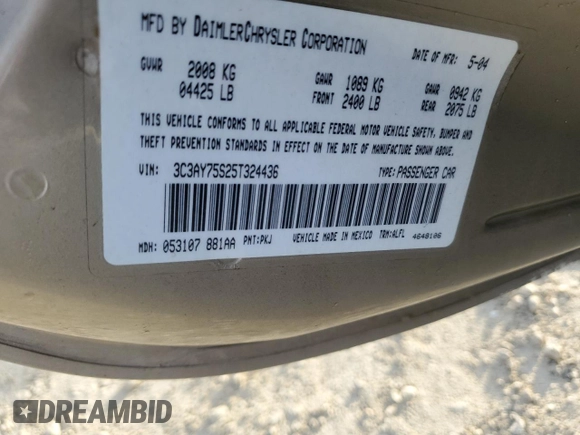 MFD BY DAIMLERCHRYSLER CORPORATION
DATE OF MFR: 5-04
GVWR 2008 KG 04425 LB
GAWR FRONT 1089 KG 2400 LB
GAWR REAR 0942 KG 2075 LB
THIS VEHICLE CONFORMS TO ALL APPLICABLE FEDERAL MOTOR VEHICLE SAFETY, BUMPER AND
THEFT PREVENTION STANDARDS IN EFFECT ON THE DATE OF MANUFACTURE SHOWN ABOVE.
VIN: 3C3AY75S25T324436 TYPE: PASSENGER CAR
MDH: 053107 881AA PNT: PKJ VEHICLE MADE IN MEXICO TRM: ALFL 4648106
DREAMBID